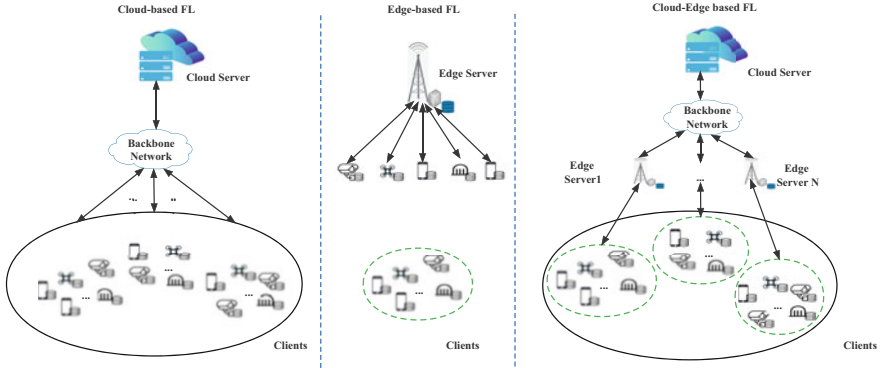 Cloud-based FL
Cloud Server
Backbone
Network
...
..
...
...
...
Clients
Edge-based FL
Edge Server
...
Clients
Cloud-Edge based FL
Cloud Server
Backbone
Network
Edge
Server1
...
Edge
Server N
...
...
...
Clients